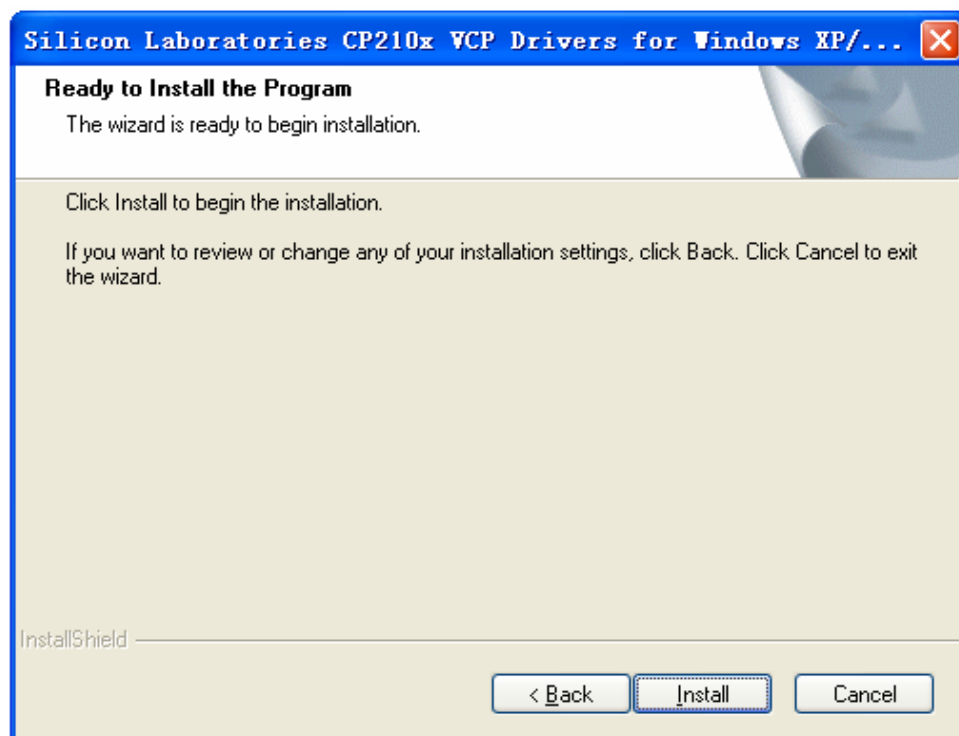 Silicon Laboratories CP210x VCP Drivers for Windows XP/...
Ready to Install the Program
The wizard is ready to begin installation.
Click Install to begin the installation.
If you want to review or change any of your installation settings, click Back. Click Cancel to exit
the wizard.
InstallShield
< Back
Install
Cancel